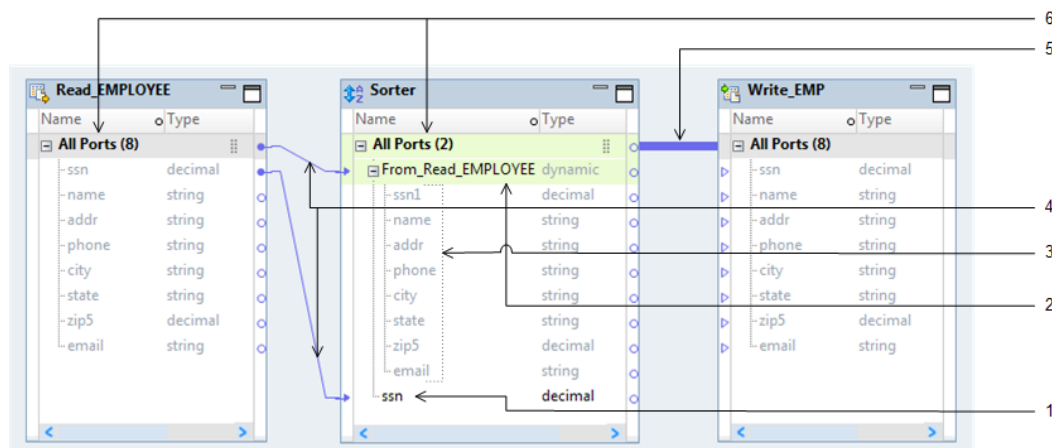 6
5
Read_EMPLOYEE
Sorter
Write_EMP
Name Type
Name Type
Name Type
All Ports (8)
All Ports (2)
All Ports (8)
ssn decimal
From_Read_EMPLOYEE dynamic
ssn decimal
name string
ssn1 decimal
name string
addr string
name string
addr string
4
phone string
addr string
phone string
3
city string
phone string
city string
state string
city string
state string
2
zip5 decimal
state string
zip5 decimal
email string
zip5 decimal
email string
email string
ssn decimal
1